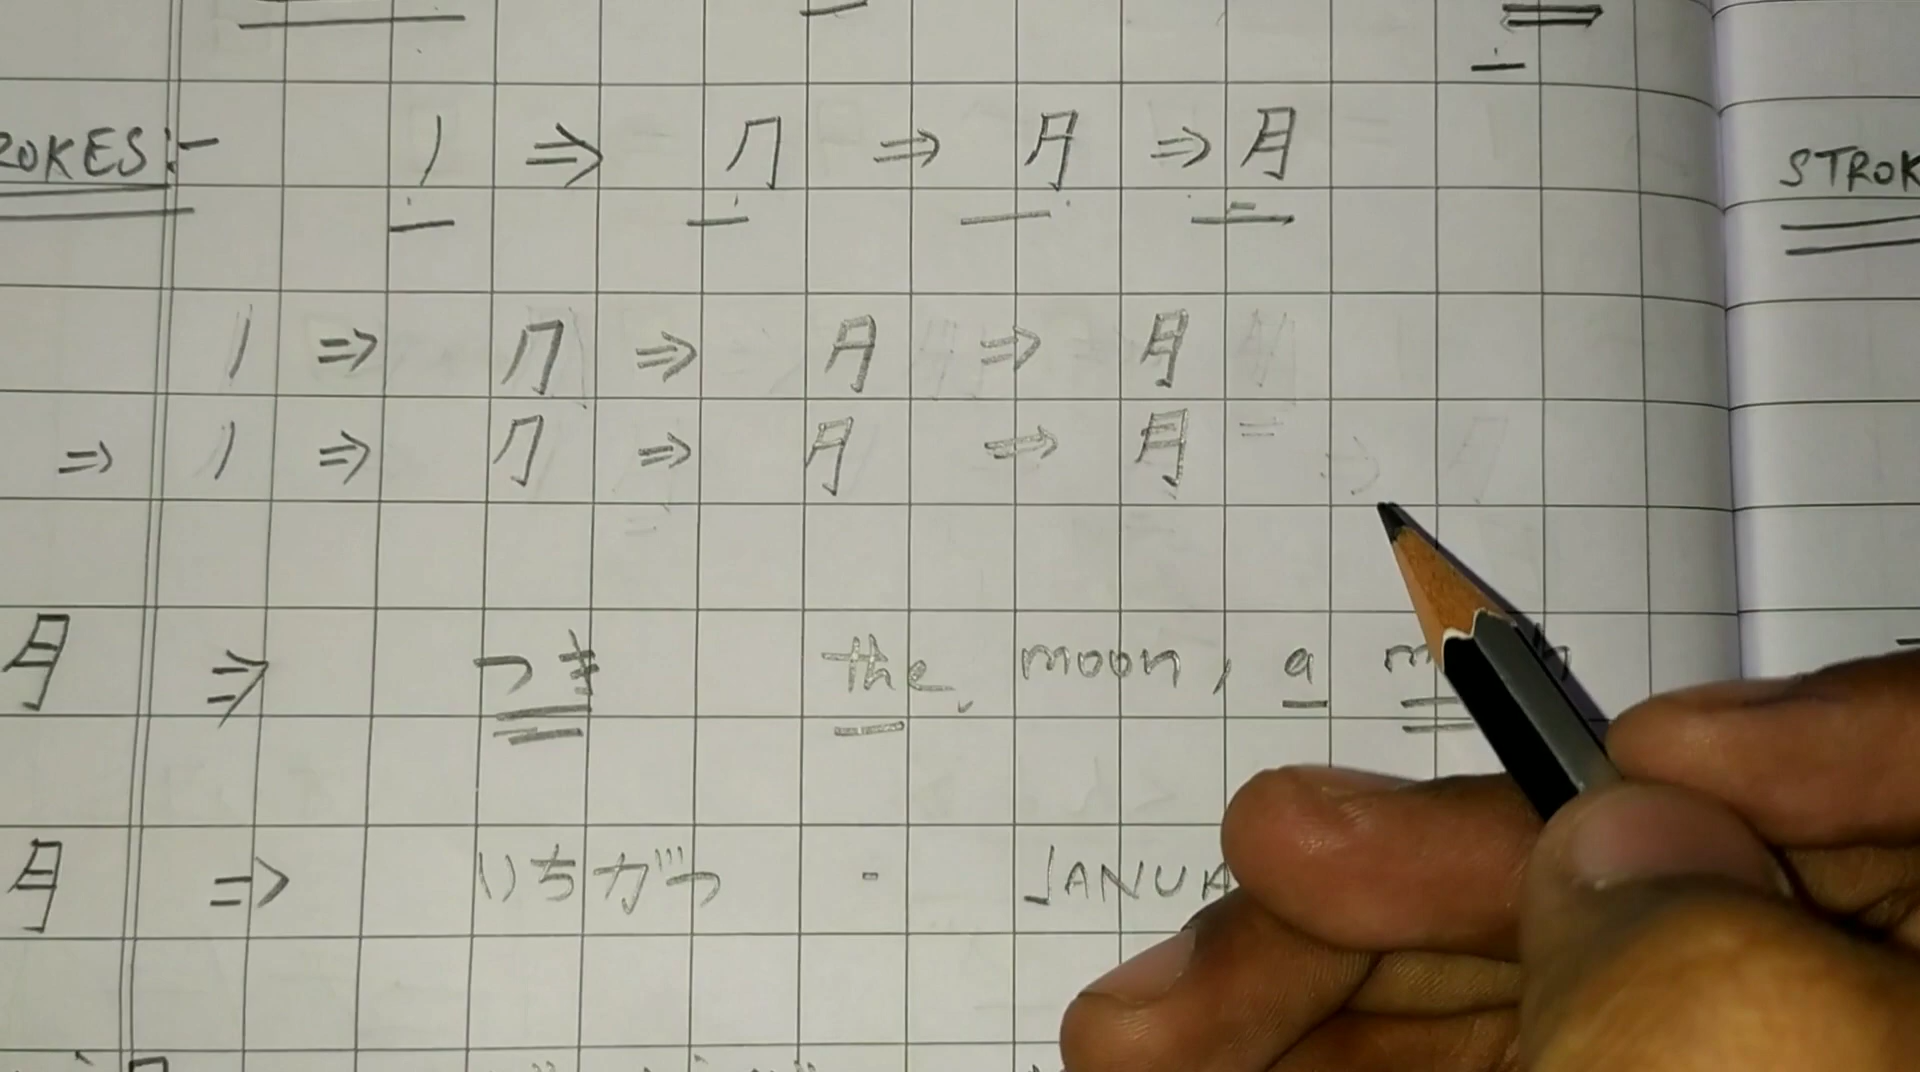 ROKES:- 丿 ⇒ 冂 ⇒ 月 ⇒ 月
STROK
丿 ⇒ 冂 ⇒ 月 ⇒ 月
⇒ 丿 ⇒ 冂 ⇒ 月 ⇒ 月
月 ⇒ つき the moon, a
月 ⇒ いちがつ - JANUA